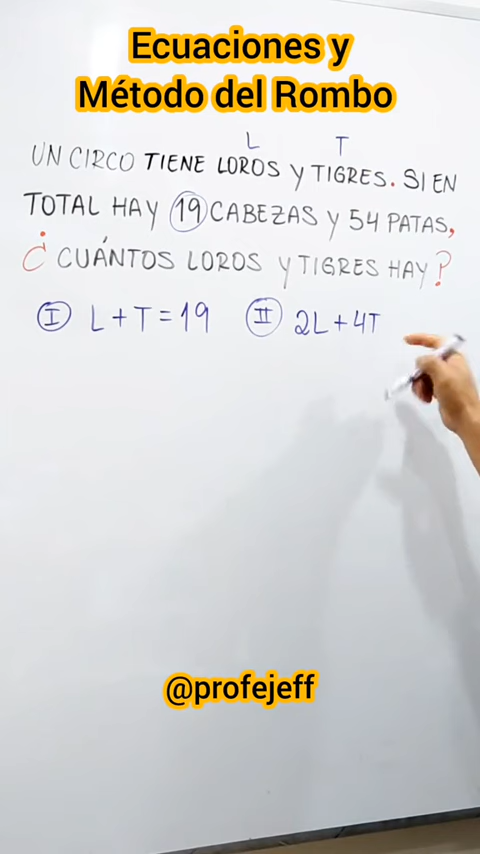 Ecuaciones y
Método del Rombo
L T
UN CIRCO TIENE LOROS Y TIGRES. SI EN
TOTAL HAY 19 CABEZAS Y 54 PATAS,
¿CUÁNTOS LOROS Y TIGRES HAY?
I L+T=19 II 2L+4T
@profejeff